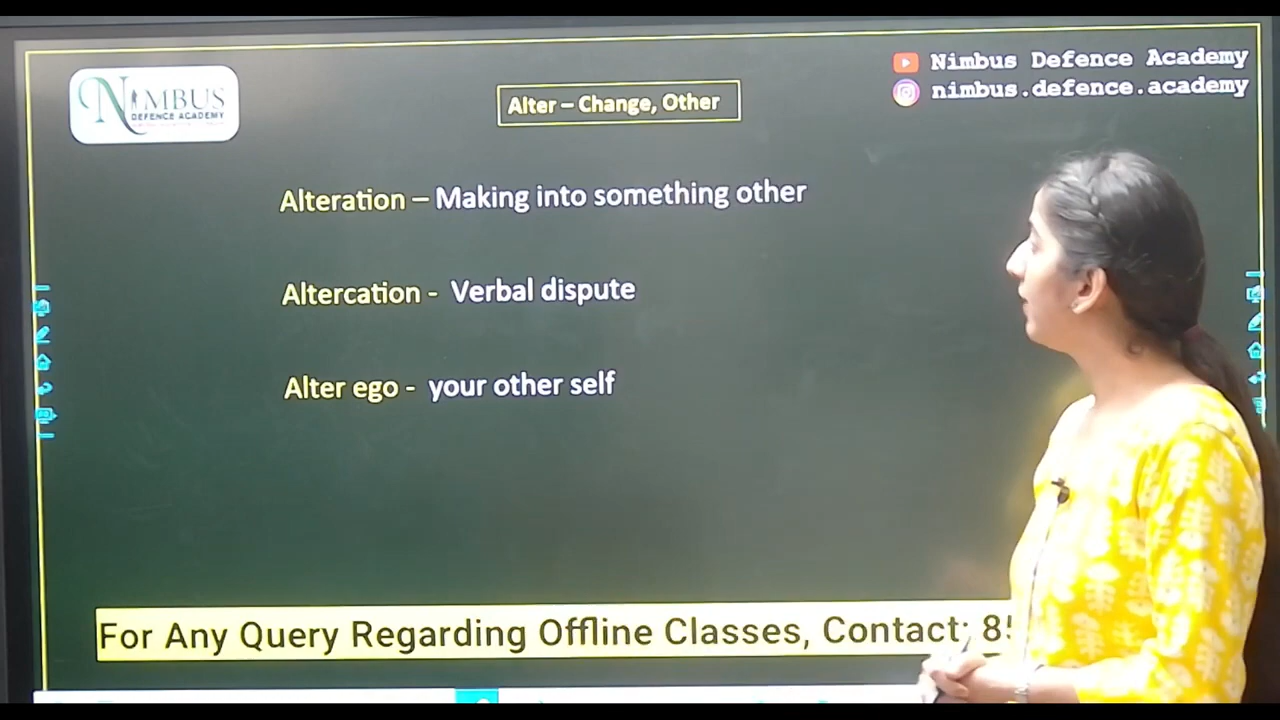 Nimbus Defence Academy
nimbus.defence.academy
NIMBUS
DEFENCE ACADEMY
Alter – Change, Other
Alteration – Making into something other
Altercation - Verbal dispute
Alter ego - your other self
For Any Query Regarding Offline Classes, Contact: